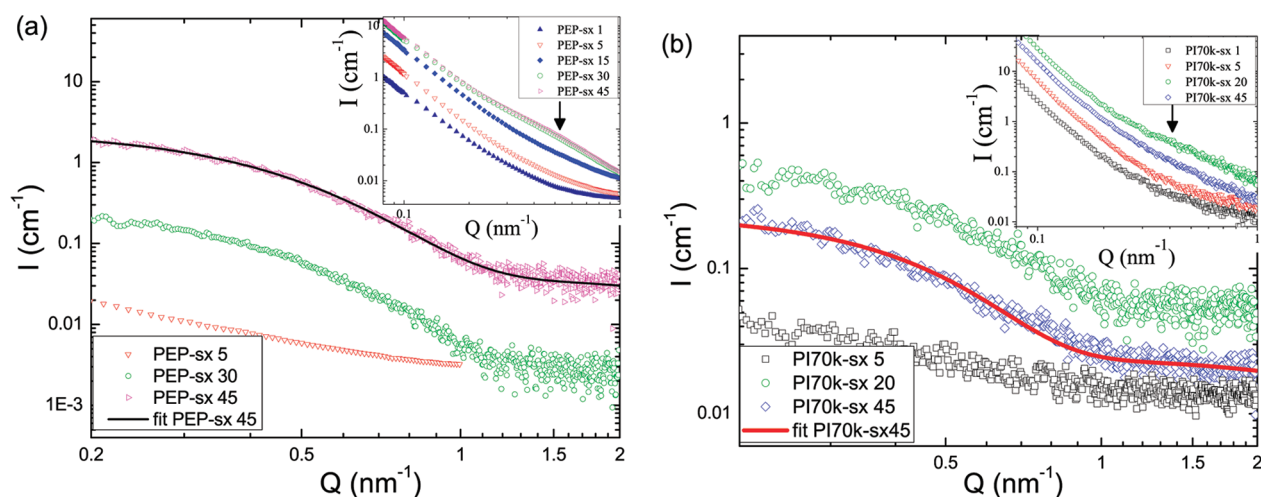 (a)
I (cm-1)
10
1
0.1
0.01
1E-3
0.2
0.4
0.6
0.8
1
2
Q (nm-1)
PEP-sx 5
PEP-sx 30
PEP-sx 45
fit PEP-sx 45
I (cm-1)
10
1
0.1
0.01
0.1
1
Q (nm-1)
PEP-sx 1
PEP-sx 5
PEP-sx 15
PEP-sx 30
PEP-sx 45
(b)
I (cm-1)
1
0.1
0.01
0.5
1
1.5
2
Q (nm-1)
PI70k-sx 5
PI70k-sx 20
PI70k-sx 45
fit PI70k-sx45
I (cm-1)
10
1
0.1
0.01
0.1
1
Q (nm-1)
PI70k-sx 1
PI70k-sx 5
PI70k-sx 20
PI70k-sx 45